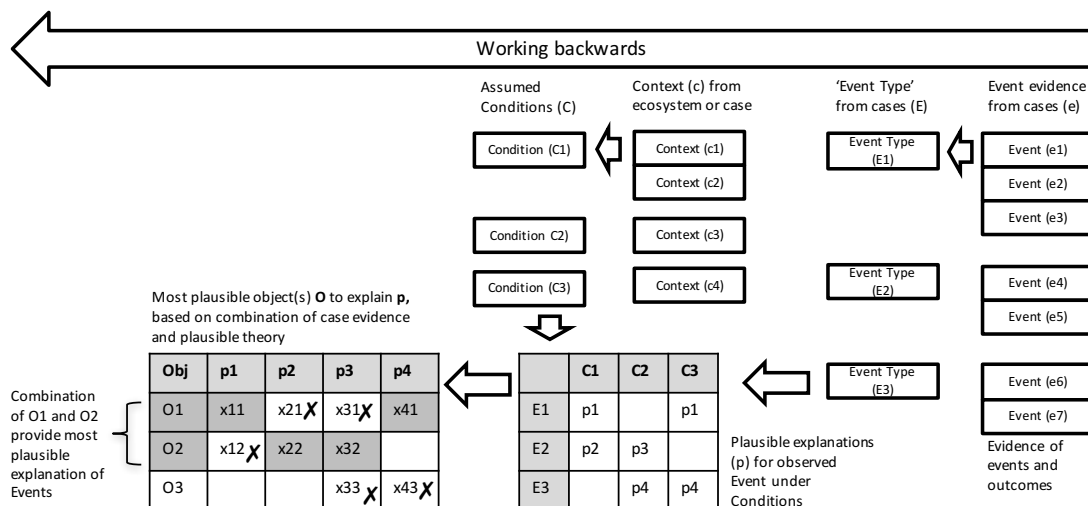 Working backwards
Assumed
Conditions (C)
Context (c) from
ecosystem or case
‘Event Type’
from cases (E)
Event evidence
from cases (e)
Condition (C1)
Context (c1)
Context (c2)
Event Type
(E1)
Event (e1)
Event (e2)
Event (e3)
Condition C2)
Context (c3)
Condition (C3)
Context (c4)
Event Type
(E2)
Event (e4)
Event (e5)
Event Type
(E3)
Event (e6)
Event (e7)
Evidence of
events and
outcomes
Most plausible object(s) O to explain p,
based on combination of case evidence
and plausible theory
Combination
of O1 and O2
provide most
plausible
explanation of
Events
Obj p1 p2 p3 p4
O1 x11 x21 ✗ x31 ✗ x41
O2 x12 ✗ x22 x32
O3 x33 ✗ x43 ✗
C1 C2 C3
E1 p1 p1
E2 p2 p3
E3 p4 p4
Plausible explanations
(p) for observed
Event under
Conditions